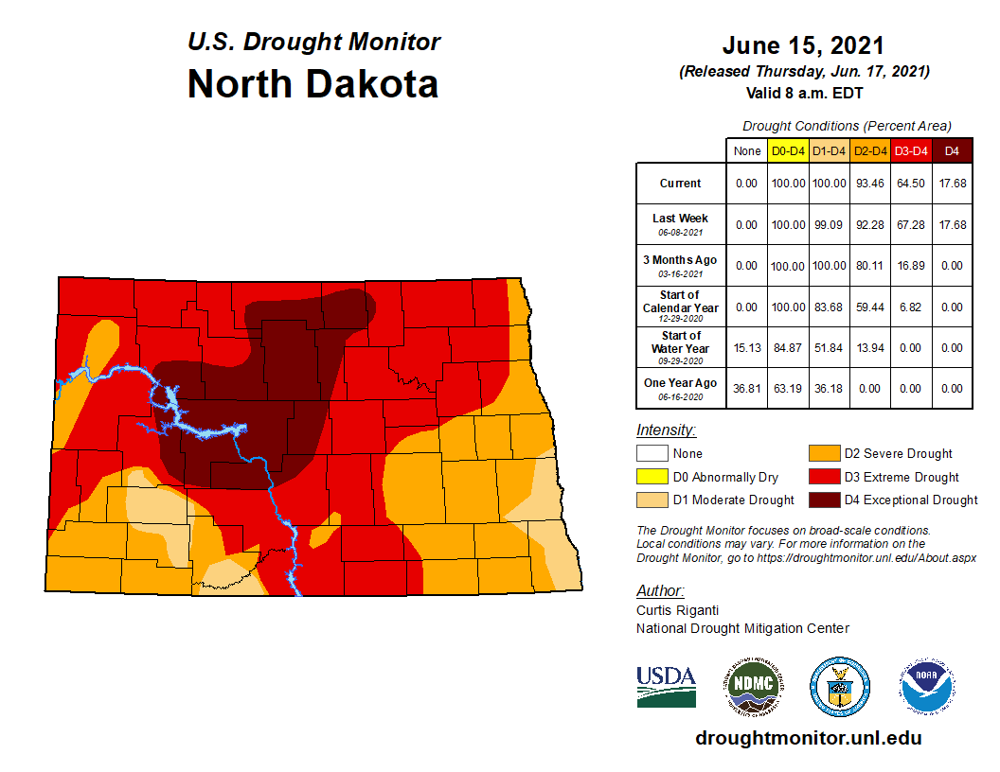 U.S. Drought Monitor
North Dakota
June 15, 2021
(Released Thursday, Jun. 17, 2021)
Valid 8 a.m. EDT
Drought Conditions (Percent Area)
None D0-D4 D1-D4 D2-D4 D3-D4 D4
Current 0.00 100.00 100.00 93.46 64.50 17.68
Last Week
06-08-2021 0.00 100.00 99.09 92.28 67.28 17.68
3 Months Ago
03-16-2021 0.00 100.00 100.00 80.11 16.89 0.00
Start of
Calendar Year
12-29-2020 0.00 100.00 83.68 59.44 6.82 0.00
Start of
Water Year
09-29-2020 15.13 84.87 51.84 13.94 0.00 0.00
One Year Ago
06-16-2020 36.81 63.19 36.18 0.00 0.00 0.00
Intensity:
None
D0 Abnormally Dry
D1 Moderate Drought
D2 Severe Drought
D3 Extreme Drought
D4 Exceptional Drought
The Drought Monitor focuses on broad-scale conditions.
Local conditions may vary. For more information on the
Drought Monitor, go to https://droughtmonitor.unl.edu/About.aspx
Author:
Curtis Riganti
National Drought Mitigation Center
USDA
NDMC
NOAA
droughtmonitor.unl.edu